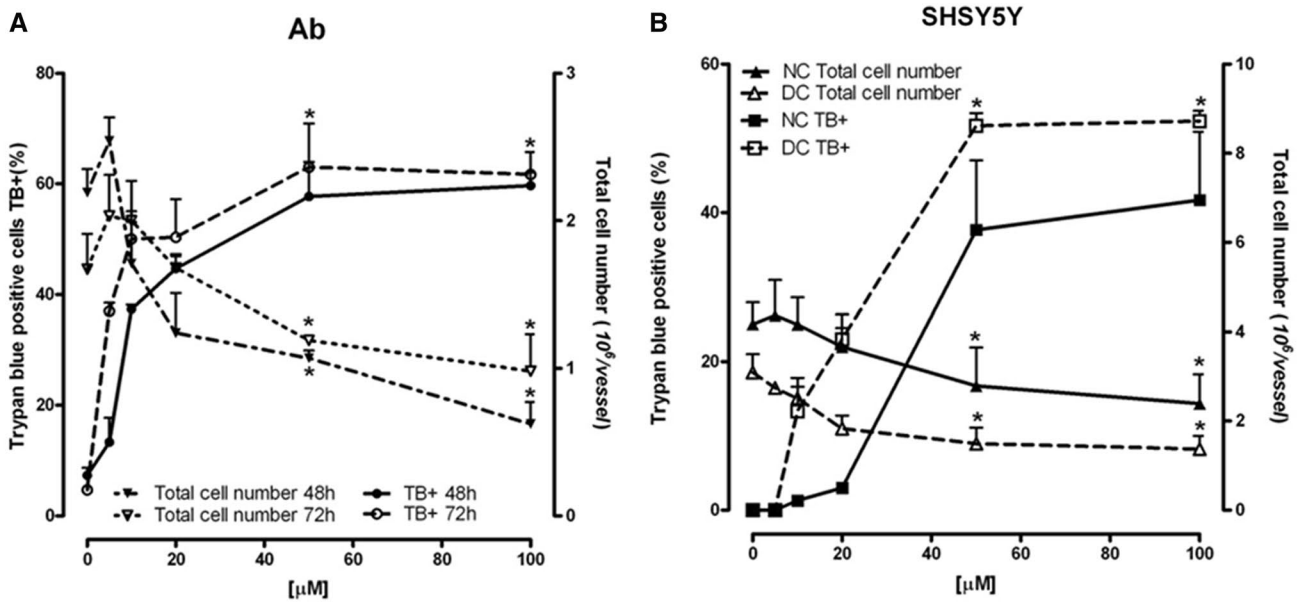 A
Ab
Trypan blue positive cells TB+(%)
80
60
40
20
0
3
2
1
0
Total cell number ( 10⁶/vessel)
* *
* *
* *
Total cell number 48h
Total cell number 72h
TB+ 48h
TB+ 72h
0 20 40 60 80 100
[µM]
B
SHSY5Y
Trypan blue positive cells (%)
60
40
20
0
10
8
6
4
2
0
Total cell number ( 10⁶/vessel)
NC Total cell number
DC Total cell number
NC TB+
DC TB+
* *
* *
* *
0 20 40 60 80 100
[µM]